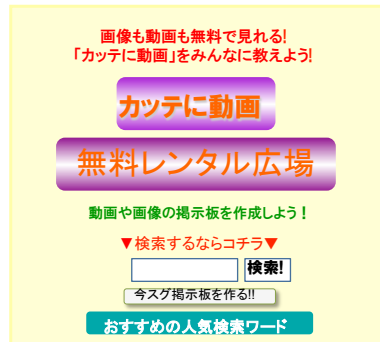 画像も動画も無料で見れる!
「カッテに動画」をみんなに教えよう!
カッテに動画
無料レンタル広場
動画や画像の掲示板を作成しよう！
▼検索するならコチラ▼
検索!
今スグ掲示板を作る!!
おすすめの人気検索ワード